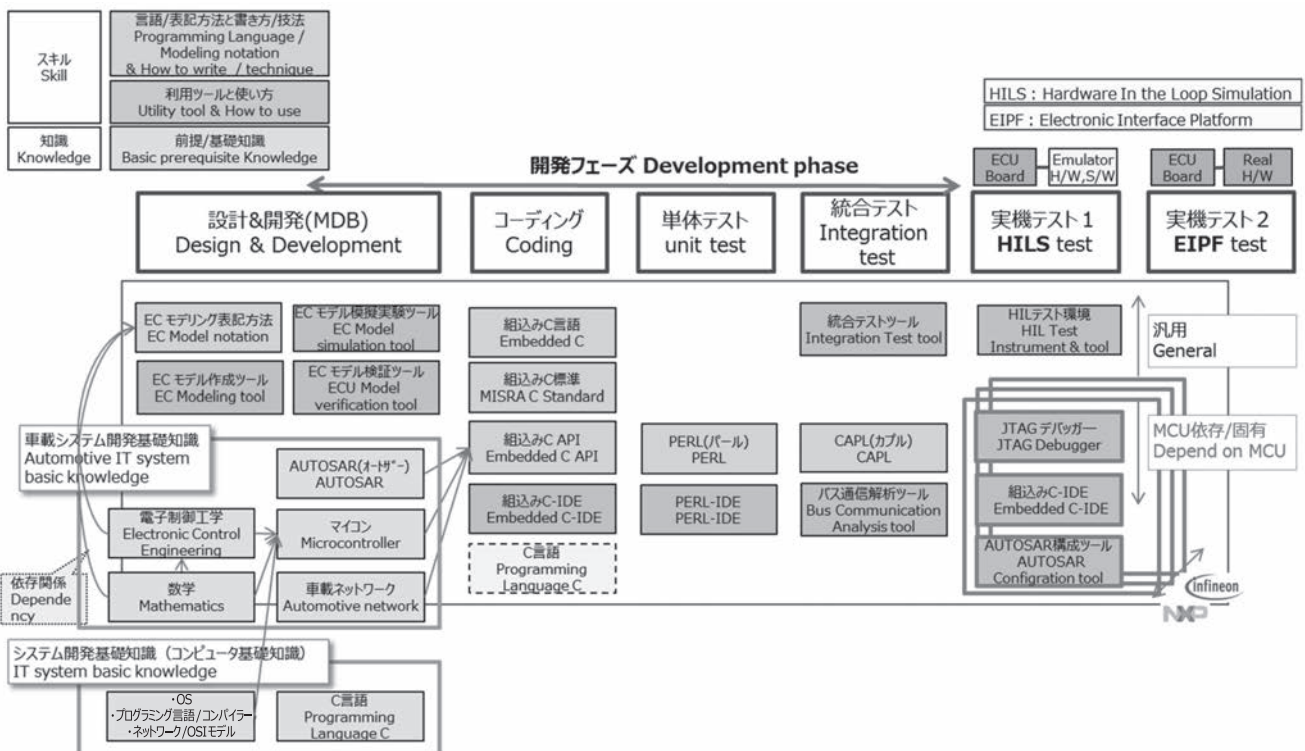 スキル
Skill
言語/表記方法と書き方/技法
Programming Language /
Modeling notation
& How to write / technique
利用ツールと使い方
Utility tool & How to use
知識
Knowledge
前提/基礎知識
Basic prerequisite Knowledge
HILS : Hardware In the Loop Simulation
EIPF : Electronic Interface Platform
開発フェーズ Development phase
ECU
Board
Emulator
H/W,S/W
ECU
Board
Real
H/W
設計&開発(MDB)
Design & Development
コーディング
Coding
単体テスト
unit test
統合テスト
Integration
test
実機テスト1
HILS test
実機テスト2
EIPF test
EC モデリング表記方法
EC Model notation
EC モデル模擬実験ツール
EC Model
simulation tool
組込みC言語
Embedded C
統合テストツール
Integration Test tool
HILテスト環境
HIL Test
Instrument & tool
汎用
General
EC モデル作成ツール
EC Modeling tool
EC モデル検証ツール
ECU Model
verification tool
組込みC標準
MISRA C Standard
車載システム開発基礎知識
Automotive IT system
basic knowledge
AUTOSAR(オートザー)
AUTOSAR
組込みC API
Embedded C API
PERL(パール)
PERL
CAPL(カプル)
CAPL
JTAG デバッガー
JTAG Debugger
MCU依存/固有
Depend on MCU
電子制御工学
Electronic Control
Engineering
マイコン
Microcontroller
組込みC-IDE
Embedded C-IDE
PERL-IDE
PERL-IDE
バス通信解析ツール
Bus Communication
Analysis tool
組込みC-IDE
Embedded C-IDE
依存関係
Depende
ncy
数学
Mathematics
車載ネットワーク
Automotive network
C言語
Programming
Language C
AUTOSAR構成ツール
AUTOSAR
Configration tool
infineon
NXP
システム開発基礎知識（コンピュータ基礎知識）
IT system basic knowledge
・OS
・プログラミング言語/コンパイラー
・ネットワーク/OSIモデル
C言語
Programming
Language C